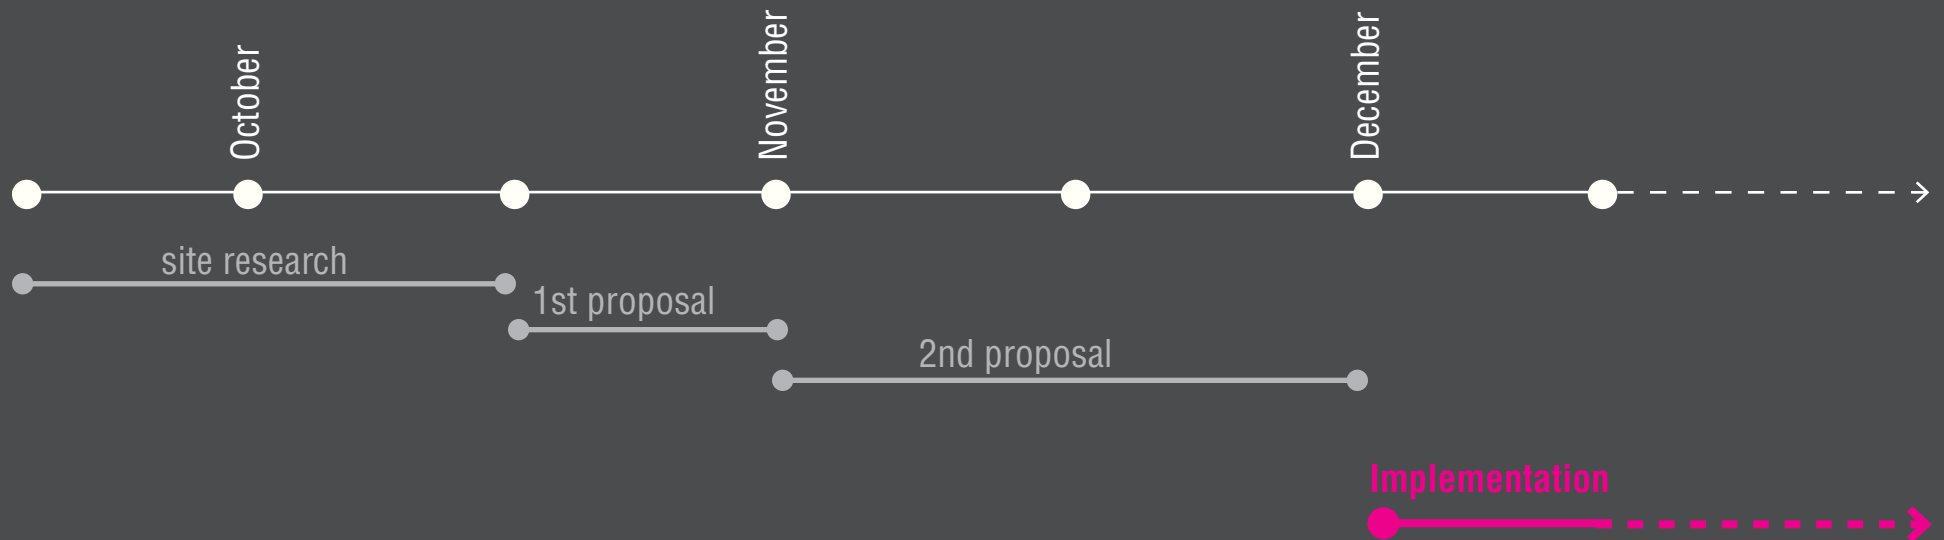 October
November
December
site research
1st proposal
2nd proposal
Implementation